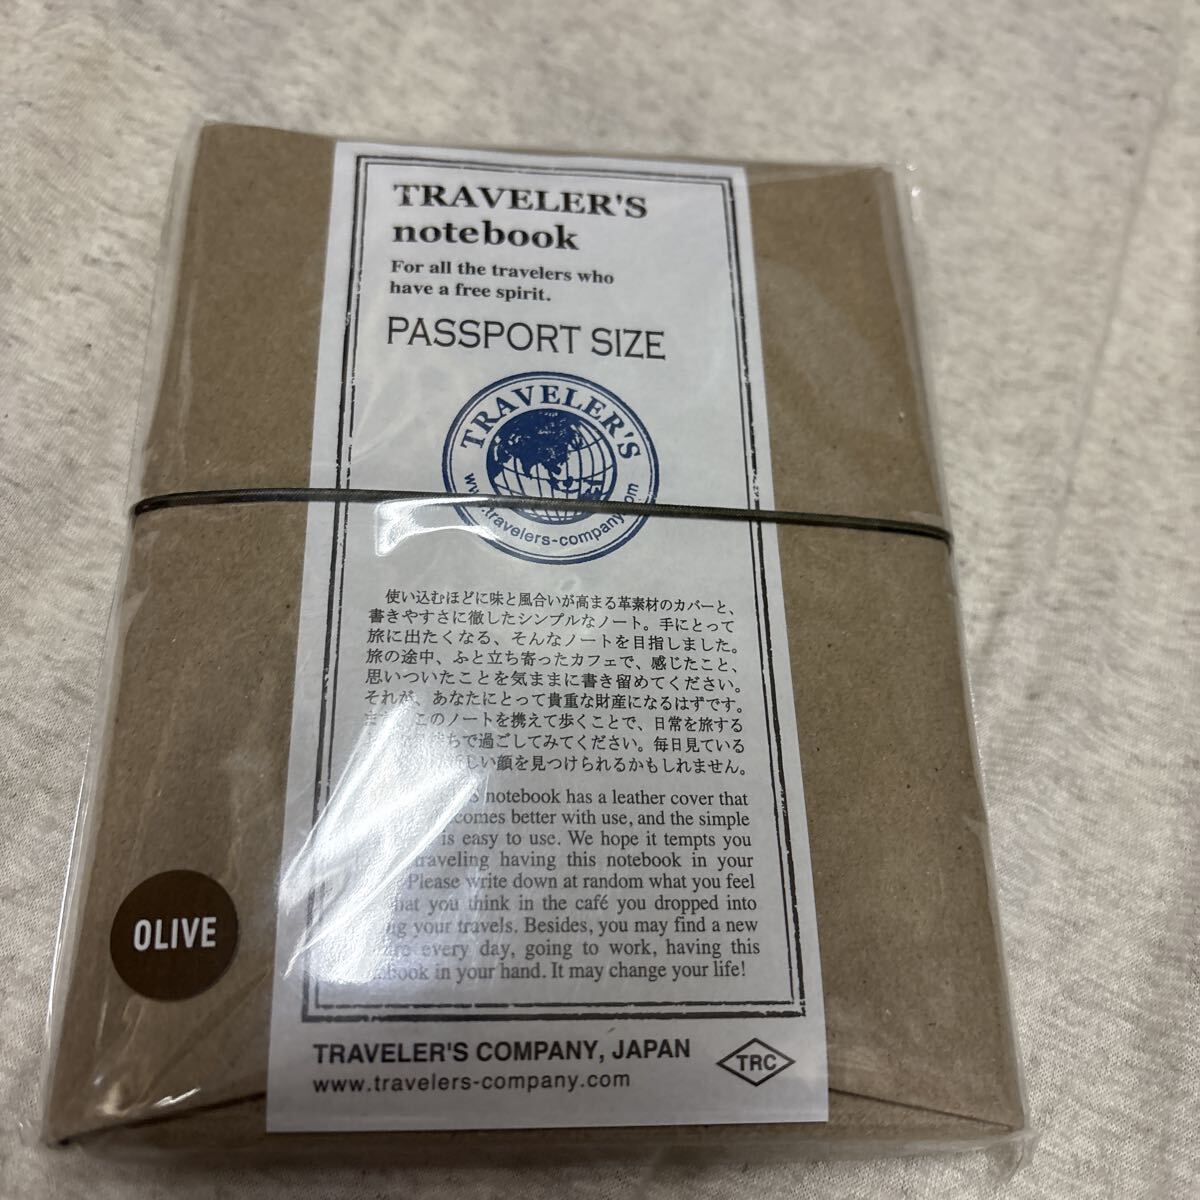 TRAVELER'S
notebook
For all the travelers who
have a free spirit.
PASSPORT SIZE
TRAVELER'S
www.travelers-company.com
使い込むほどに味と風合いが高まる革素材のカバーと、
書きやすさに徹したシンプルなノート。手にとって
旅に出たくなる、そんなノートを目指しました。
旅の途中、ふと立ち寄ったカフェで、感じたこと、
思いついたことを気ままに書き留めてください。
それが、あなたにとって貴重な財産になるはずです。
このノートを携えて歩くことで、日常を旅する
ちで過ごしてみてください。毎日見ている
しい顔を見つけられるかもしれません。
notebook has a leather cover that
comes better with use, and the simple
is easy to use. We hope it tempts you
traveling having this notebook in your
Please write down at random what you feel
you think in the café you dropped into
your travels. Besides, you may find a new
every day, going to work, having this
book in your hand. It may change your life!
OLIVE
TRAVELER'S COMPANY, JAPAN
www.travelers-company.com
TRC